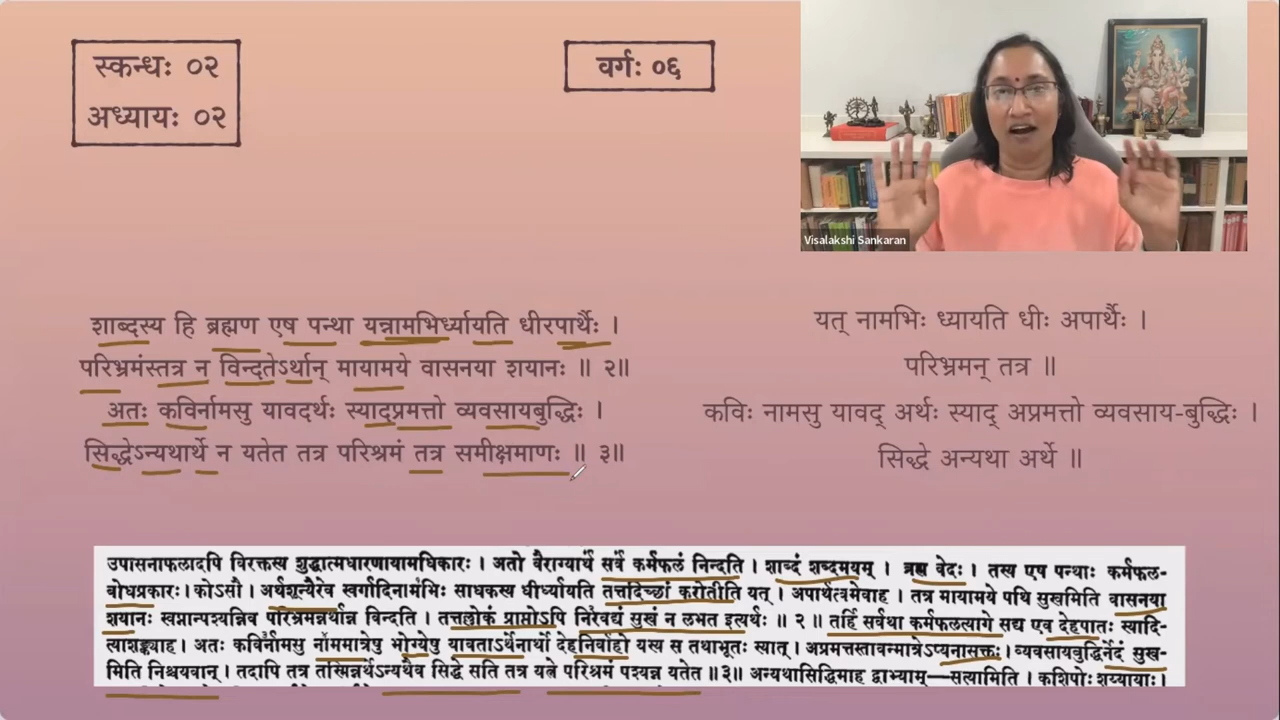 स्कन्धः ०२
अध्यायः ०२
वर्गः ०६
Visalakshi Sankaran
शाब्दस्य हि ब्रह्मण एष पन्था यन्नामभिर्ध्यायति धीरपार्थैः ।
परिभ्रमंस्तत्र न विन्दतेऽर्थान् मायामये वासनया शयानः ॥ २॥
अतः कविर्नामसु यावदर्थः स्यादप्रमत्तो व्यवसायबुद्धिः ।
सिद्धेऽन्यथार्थे न यतेत तत्र परिश्रमं तत्र समीक्षमाणः ॥ ३॥
यत् नामभिः ध्यायति धीः अपार्थैः ।
परिभ्रमन् तत्र ॥
कविः नामसु यावद् अर्थः स्याद् अप्रमत्तो व्यवसाय-बुद्धिः ।
सिद्धे अन्यथा अर्थे ॥
उपासनाफलादपि विरक्तस्य शुद्धात्मधारणायामधिकारः । अतो वैराग्यार्थं सर्वं कर्मफलं निन्दति । शाब्दं शब्दमयम् । ब्रह्म वेदः । तस्य एष पन्थाः कर्मफल-
बोधप्रकारः । कोऽसौ । अर्थशून्यैरेव स्वर्गादिनामभिः साधकस्य धीर्ध्यायति तत्तदिच्छां करोतीति यत् । अपार्थत्वमेवाह । तत्र मायामये पथि सुखमिति वासनया
शयानः स्वप्नान्पश्यन्निव परिभ्रमन्नर्थान्न विन्दति । तत्तल्लोकं प्राप्तोऽपि निरवद्यं सुखं न लभत इत्यर्थः ॥ २ ॥ तर्हि सर्वथा कर्मफलत्यागे सद्य एव देहपातः स्यादि-
त्याशङ्क्याह । अतः कविर्नामसु नाममात्रेषु भोग्येषु यावताऽर्थेनार्थो देहनिर्वाहो यस्य स तथाभूतः स्यात् । अप्रमत्तस्तावन्मात्रेऽप्यनासक्तः । व्यवसायबुद्धिर्नेदं सुख-
मिति निश्चयवान् । तदापि तत्र तस्मिन्नर्थेऽन्यथैव सिद्धे सति तत्र यत्ने परिश्रमं पश्यन्न यतेत ॥३॥ अन्यथासिद्धिमाह द्वाभ्याम्—सत्यामिति । कशिपोः शय्यायाः ।